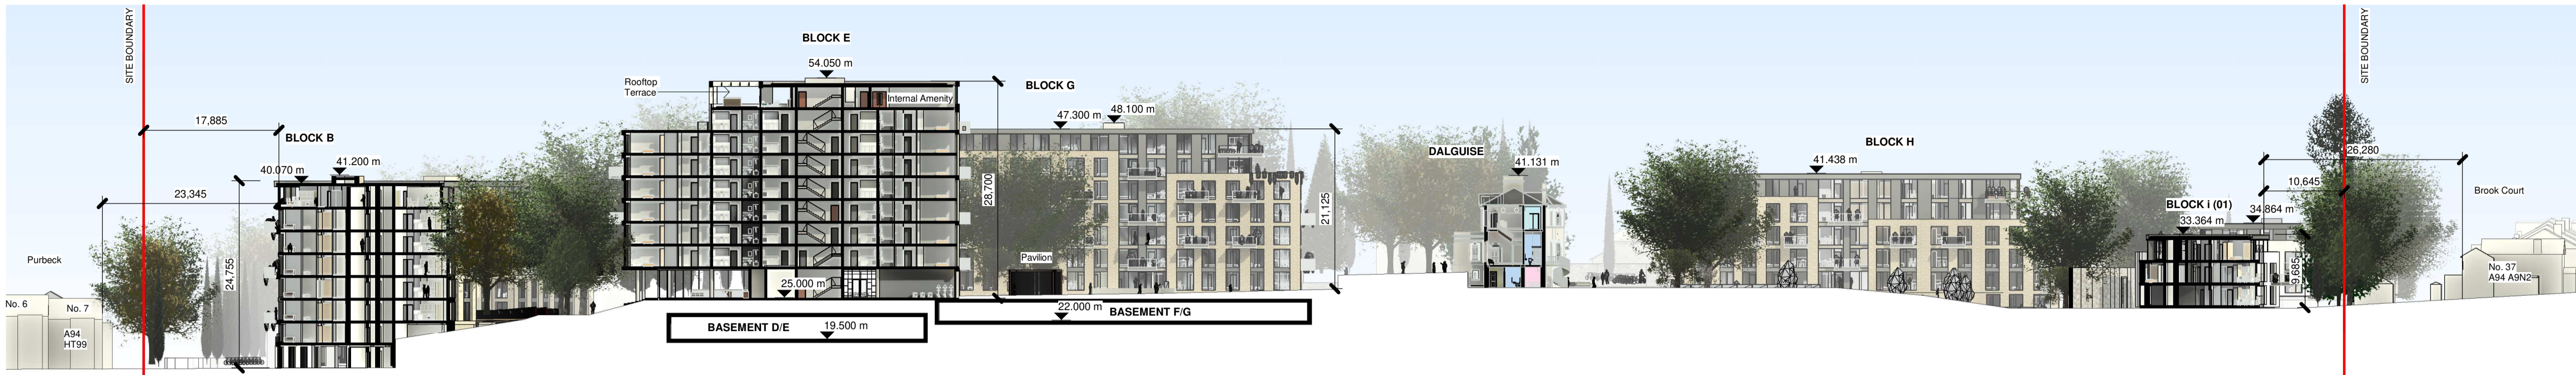 SITE BOUNDARY
SITE BOUNDARY
BLOCK E
54.050 m
Rooftop
Terrace
Internal Amenity
BLOCK G
47.300 m
48.100 m
17,885
BLOCK B
40.070 m
41.200 m
23,345
24,755
28,700
21,125
DALGUISE
41.131 m
BLOCK H
41.438 m
26,280
10,645
BLOCK i (01)
34.864 m
33.364 m
9,685
Brook Court
Purbeck
No. 6
No. 7
A94
HT99
Pavilion
25.000 m
22.000 m
BASEMENT F/G
BASEMENT D/E
19.500 m
No. 37
A94 A9N2